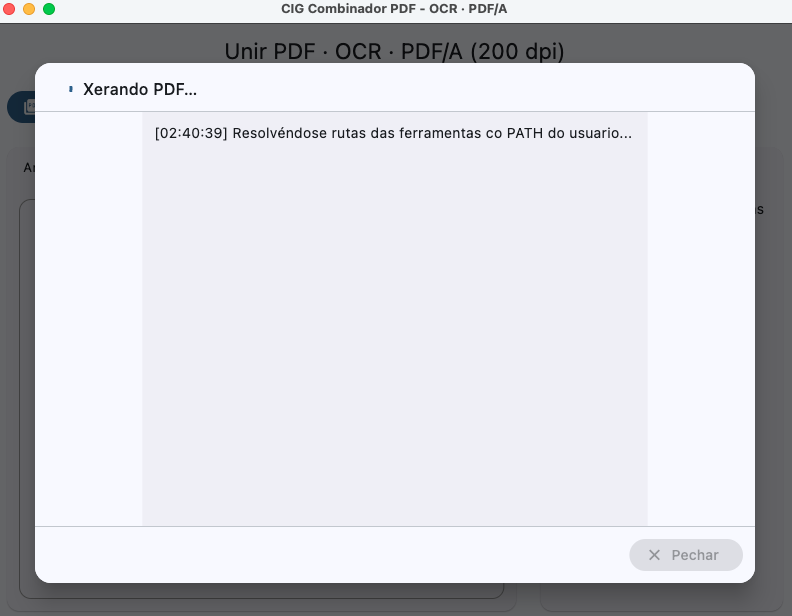 CIG Combinador PDF - OCR · PDF/A
Unir PDF · OCR · PDF/A (200 dpi)
Xerando PDF...
[02:40:39] Resolvéndose rutas das ferramentas co PATH do usuario...
Pechar